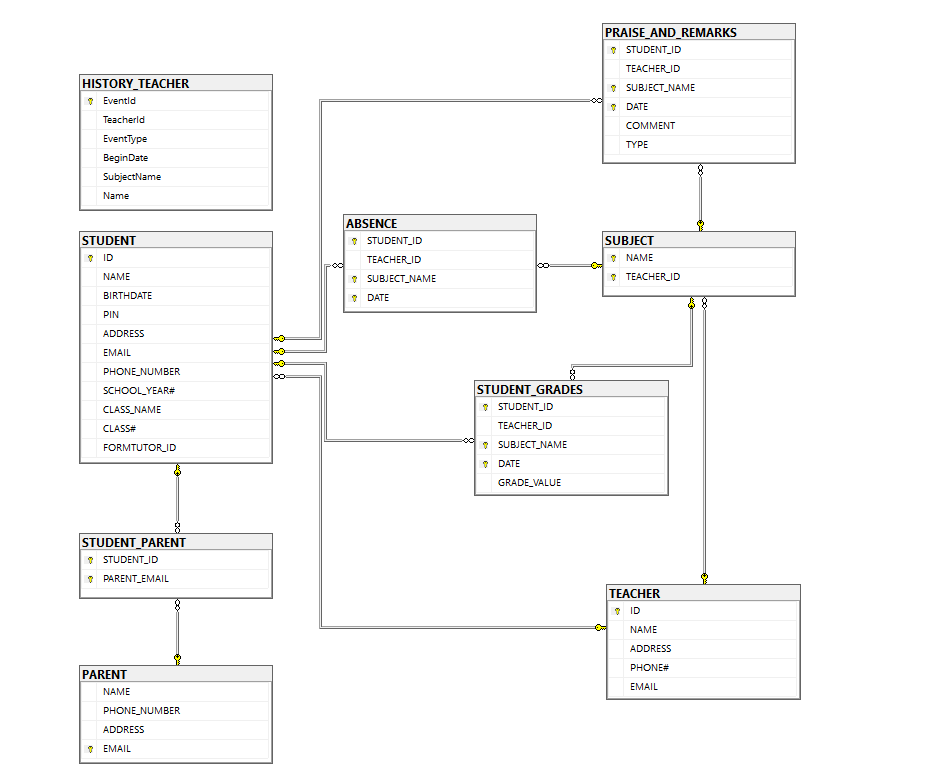 HISTORY_TEACHER
EventId
TeacherId
EventType
BeginDate
SubjectName
Name
STUDENT
ID
NAME
BIRTHDATE
PIN
ADDRESS
EMAIL
PHONE_NUMBER
SCHOOL_YEAR#
CLASS_NAME
CLASS#
FORMTUTOR_ID
STUDENT_PARENT
STUDENT_ID
PARENT_EMAIL
PARENT
NAME
PHONE_NUMBER
ADDRESS
EMAIL
ABSENCE
STUDENT_ID
TEACHER_ID
SUBJECT_NAME
DATE
STUDENT_GRADES
STUDENT_ID
TEACHER_ID
SUBJECT_NAME
DATE
GRADE_VALUE
PRAISE_AND_REMARKS
STUDENT_ID
TEACHER_ID
SUBJECT_NAME
DATE
COMMENT
TYPE
SUBJECT
NAME
TEACHER_ID
TEACHER
ID
NAME
ADDRESS
PHONE#
EMAIL